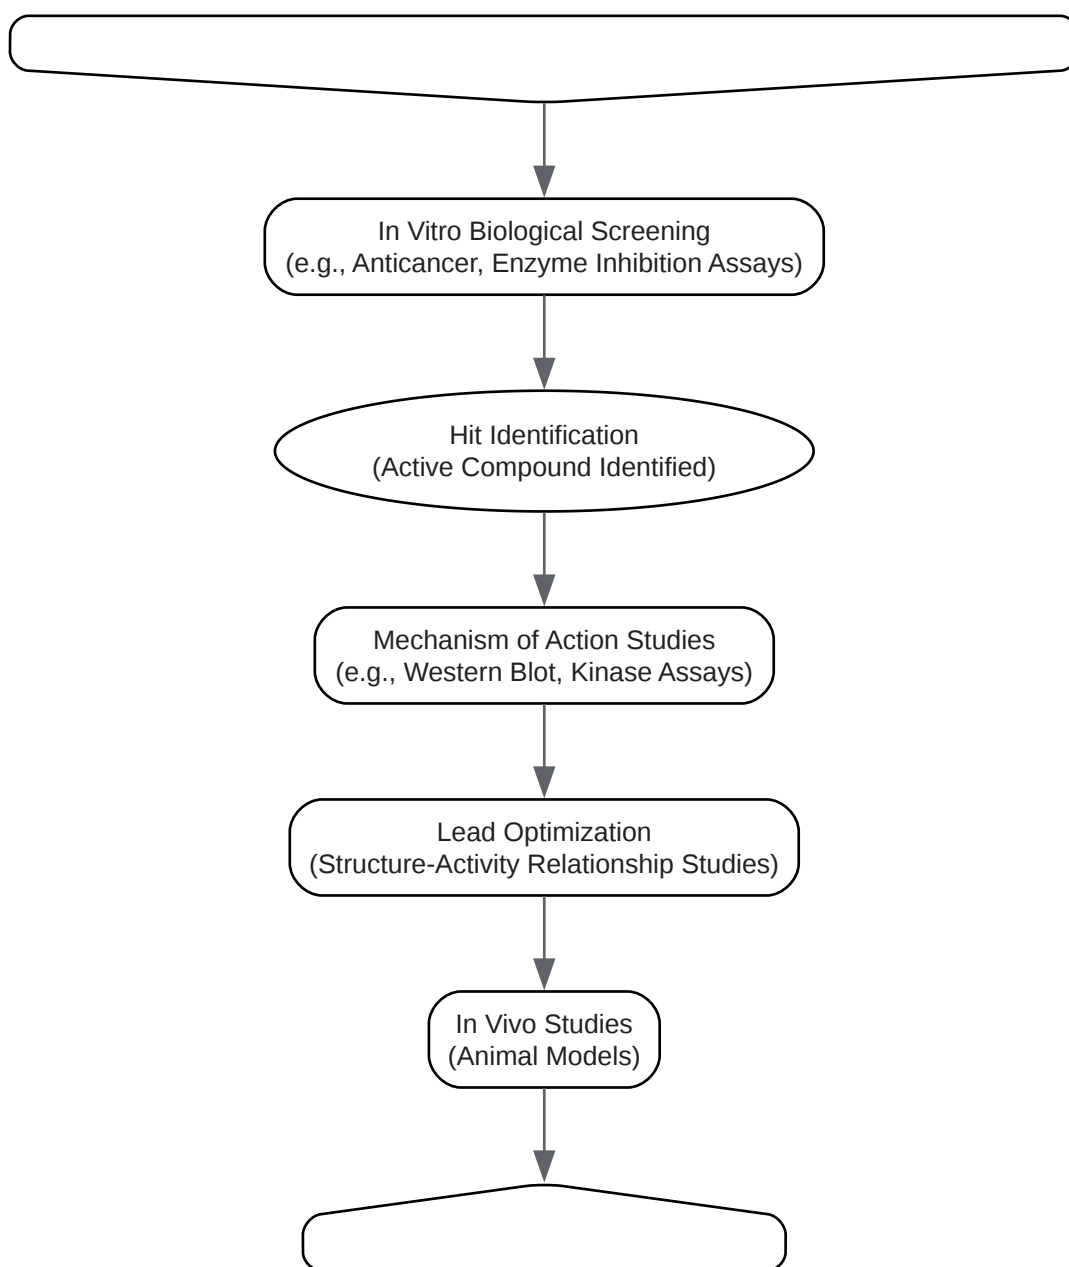 In Vitro Biological Screening
(e.g., Anticancer, Enzyme Inhibition Assays)
Hit Identification
(Active Compound Identified)
Mechanism of Action Studies
(e.g., Western Blot, Kinase Assays)
Lead Optimization
(Structure-Activity Relationship Studies)
In Vivo Studies
(Animal Models)